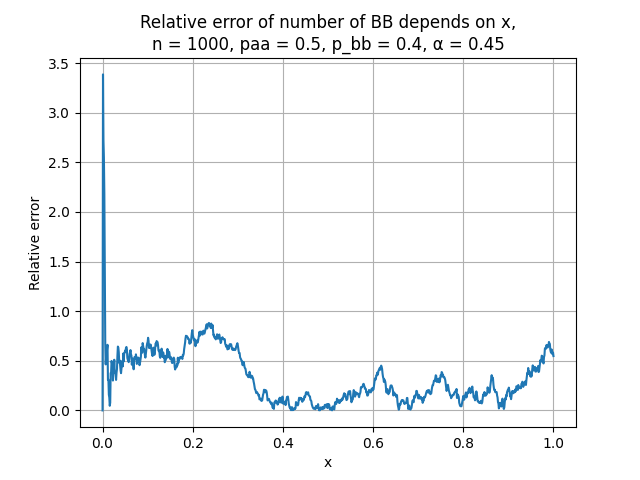 Relative error of number of BB depends on x,
n = 1000, paa = 0.5, p_bb = 0.4, α = 0.45
3.5
3.0
2.5
2.0
1.5
1.0
0.5
0.0
Relative error
0.0 0.2 0.4 0.6 0.8 1.0
x